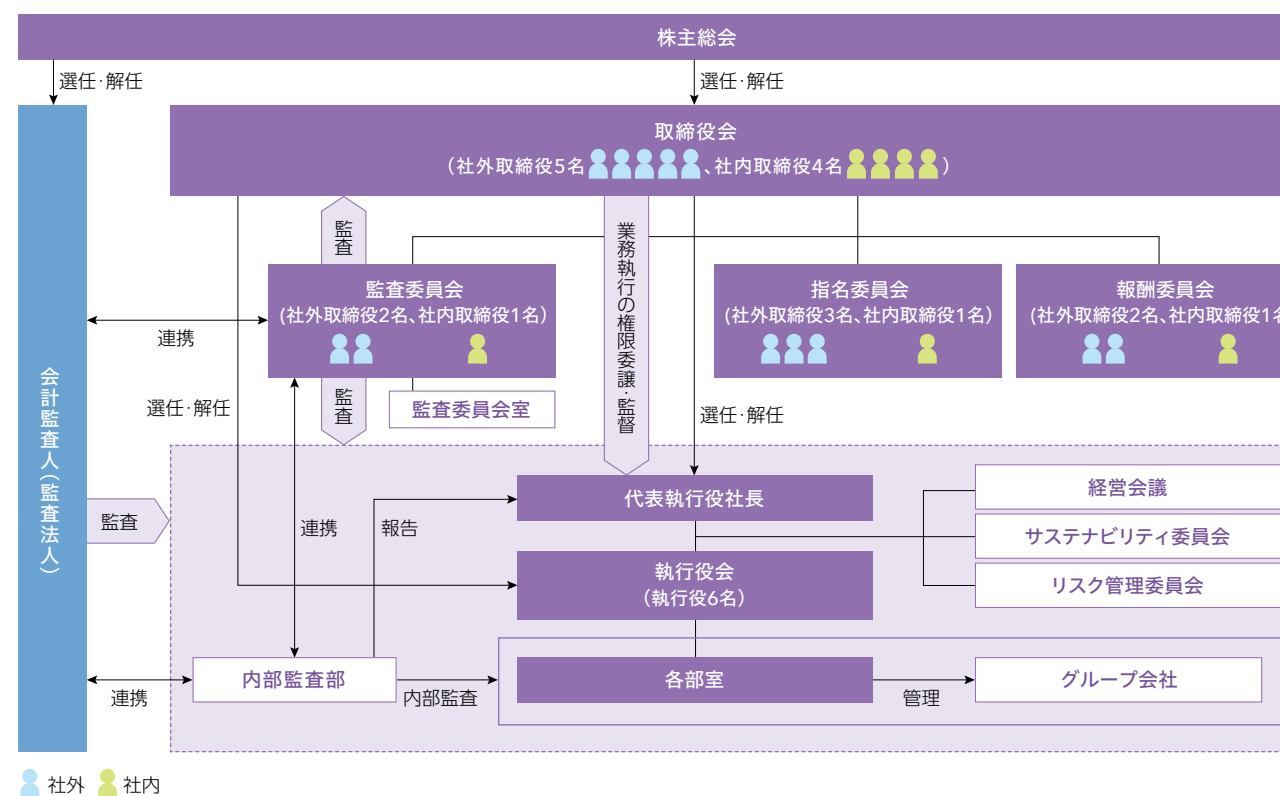 株主総会
選任・解任
選任・解任
取締役会
（社外取締役5名、社内取締役4名）
監査
業務執行の権限委譲・監督
監査委員会
(社外取締役2名、社内取締役1名)
指名委員会
(社外取締役3名、社内取締役1名)
報酬委員会
(社外取締役2名、社内取締役1名
連携
会計監査人（監査法人）
選任・解任
監査
監査委員会室
選任・解任
代表執行役社長
経営会議
監査
連携
報告
サステナビリティ委員会
執行役会
（執行役6名）
リスク管理委員会
内部監査部
各部室
グループ会社
連携
内部監査
管理
社外
社内